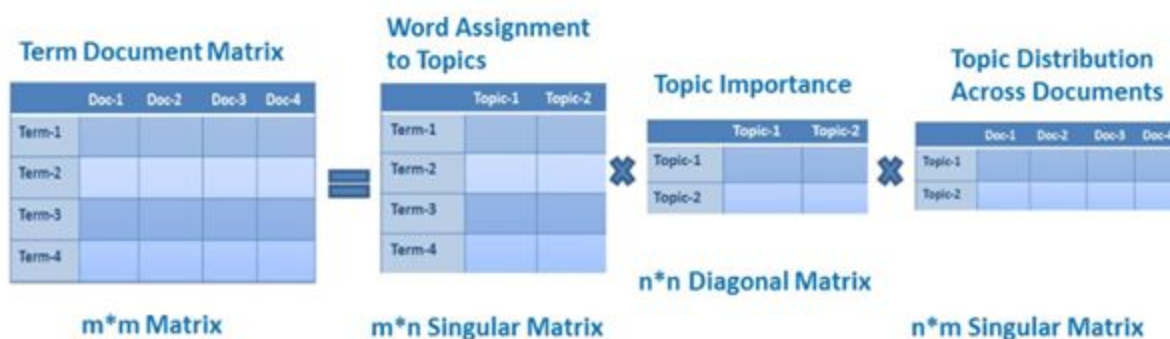 Term Document Matrix
Doc-1 Doc-2 Doc-3 Doc-4
Term-1
Term-2
Term-3
Term-4
m*m Matrix
Word Assignment
to Topics
Topic-1 Topic-2
Term-1
Term-2
Term-3
Term-4
m*n Singular Matrix
Topic Importance
Topic-1 Topic-2
Topic-1
Topic-2
n*n Diagonal Matrix
Topic Distribution
Across Documents
Doc-1 Doc-2 Doc-3 Doc-4
Topic-1
Topic-2
n*m Singular Matrix